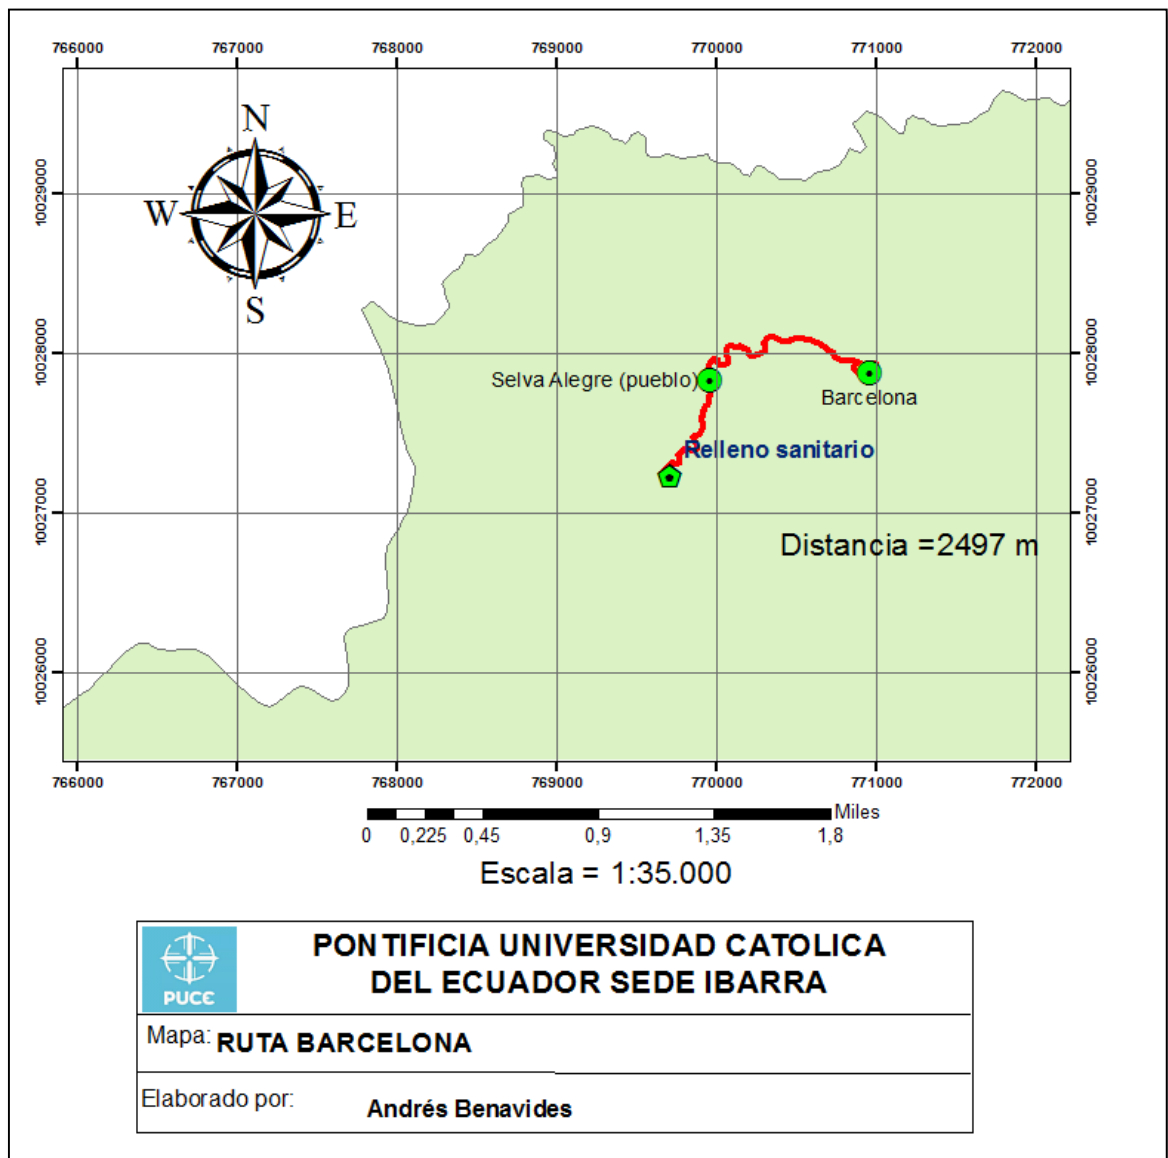 766000 767000 768000 769000 770000 771000 772000
N
W E
S
10029000 10029000
10028000 10028000
Selva Alegre (pueblo)
Barcelona
Relleno sanitario
10027000 10027000
Distancia =2497 m
10026000 10026000
766000 767000 768000 769000 770000 771000 772000
Miles
0 0,225 0,45 0,9 1,35 1,8
Escala = 1:35.000
PUCE
PONTIFICIA UNIVERSIDAD CATOLICA
DEL ECUADOR SEDE IBARRA
Mapa: RUTA BARCELONA
Elaborado por: Andrés Benavides